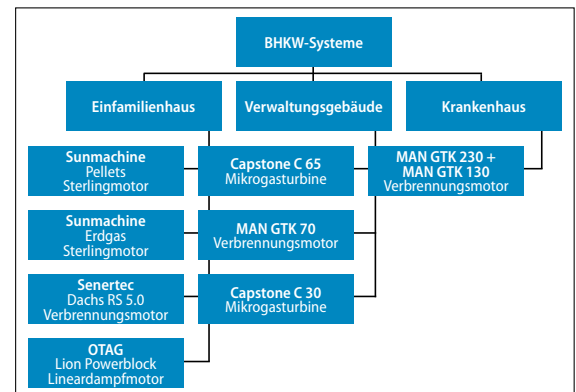 BHKW-Systeme
Einfamilienhaus
Verwaltungsgebäude
Krankenhaus
Sunmachine
Pellets
Sterlingmotor
Capstone C 65
Mikrogasturbine
MAN GTK 230 +
MAN GTK 130
Verbrennungsmotor
Sunmachine
Erdgas
Sterlingmotor
MAN GTK 70
Verbrennungsmotor
Senertec
Dachs RS 5.0
Verbrennungsmotor
Capstone C 30
Mikrogasturbine
OTAG
Lion Powerblock
Lineardampfmotor